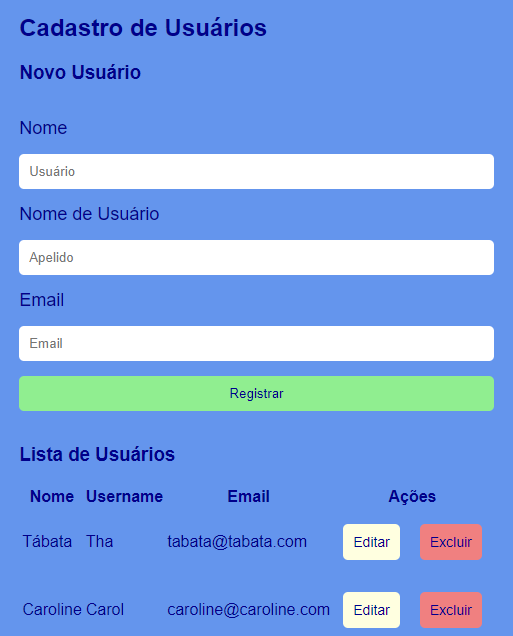 Cadastro de Usuários
Novo Usuário
Nome
Usuário
Nome de Usuário
Apelido
Email
Email
Registrar
Lista de Usuários
Nome Username Email Ações
Tábata Tha tabata@tabata.com Editar Excluir
Caroline Carol caroline@caroline.com Editar Excluir